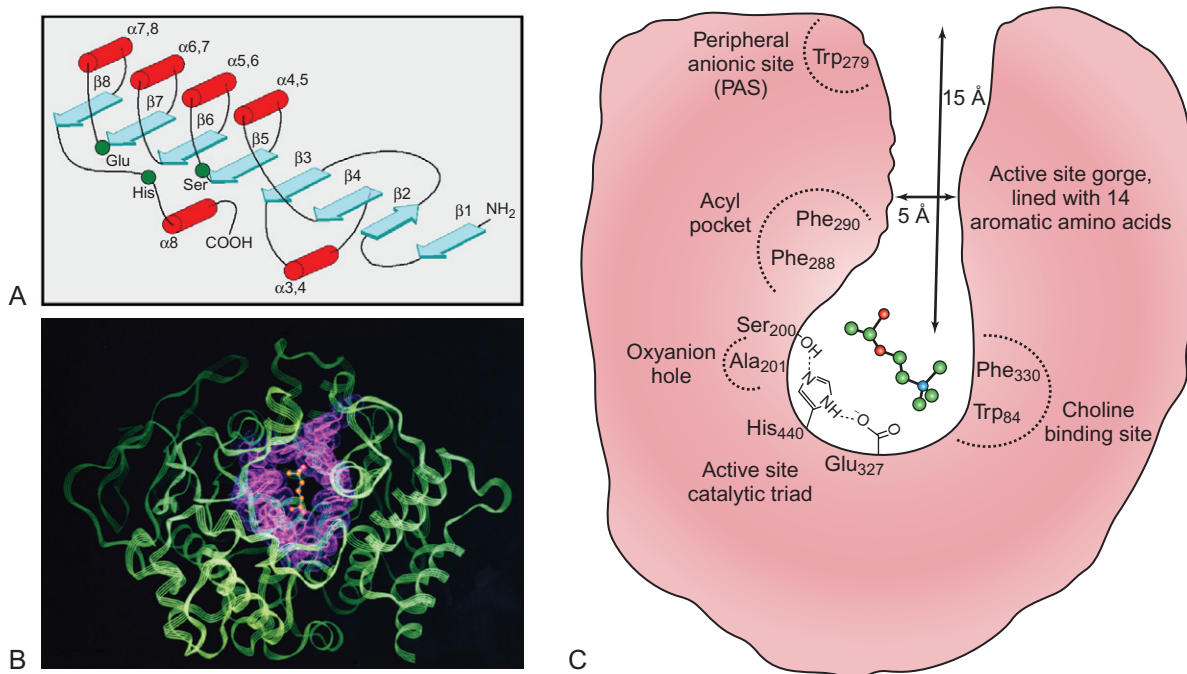 α7,8
α6,7
α5,6
α4,5
β8
β7
β6
β5
β3
β4
β2
β1
NH₂
Glu
His
Ser
α8
COOH
α3,4
A
B
Peripheral
anionic site
(PAS)
Trp₂₇₉
15 Å
Acyl
pocket
Phe₂₉₀
Phe₂₈₈
5 Å
Active site gorge,
lined with 14
aromatic amino acids
Ser₂₀₀
OH
Oxyanion
hole
Ala₂₀₁
N
NH
⁻O
O
His₄₄₀
Glu₃₂₇
Active site
catalytic triad
Phe₃₃₀
Trp₈₄
Choline
binding site
C